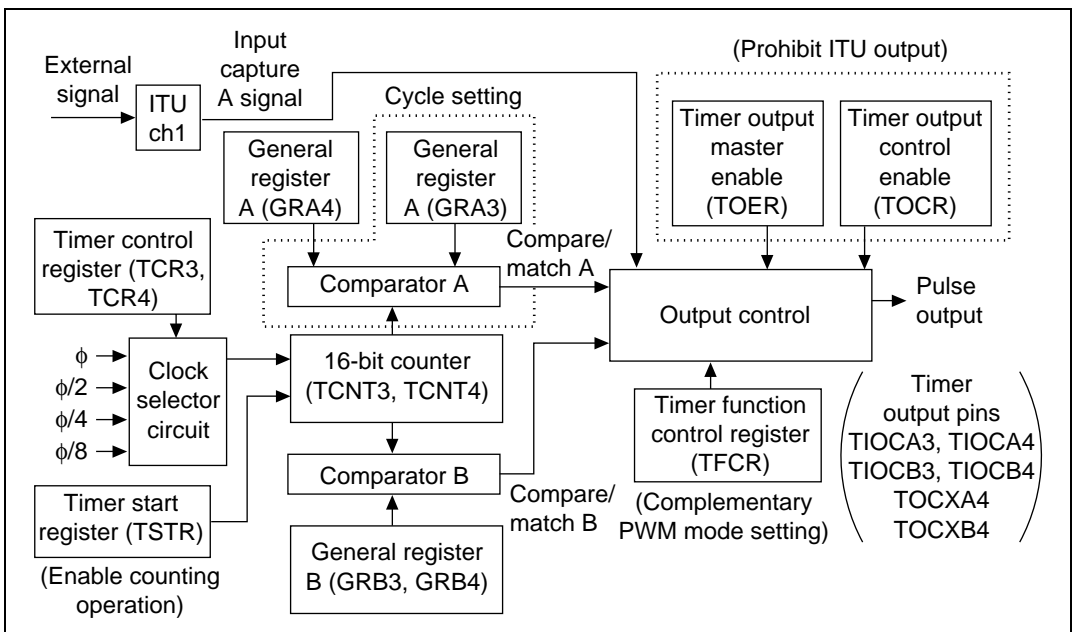 External
signal
ITU
ch1
Input
capture
A signal
Cycle setting
(Prohibit ITU output)
General
register
A (GRA4)
General
register
A (GRA3)
Timer output
master
enable
(TOER)
Timer output
control
enable
(TOCR)
Timer control
register (TCR3,
TCR4)
Comparator A
Compare/
match A
Output control
Pulse
output
ϕ
ϕ/2
ϕ/4
ϕ/8
Clock
selector
circuit
16-bit counter
(TCNT3, TCNT4)
Comparator B
Compare/
match B
Timer start
register (TSTR)
(Enable counting
operation)
General register
B (GRB3, GRB4)
Timer function
control register
(TFCR)
(Complementary
PWM mode setting)
Timer
output pins
TIOCA3, TIOCA4
TIOCB3, TIOCB4
TOCXA4
TOCXB4